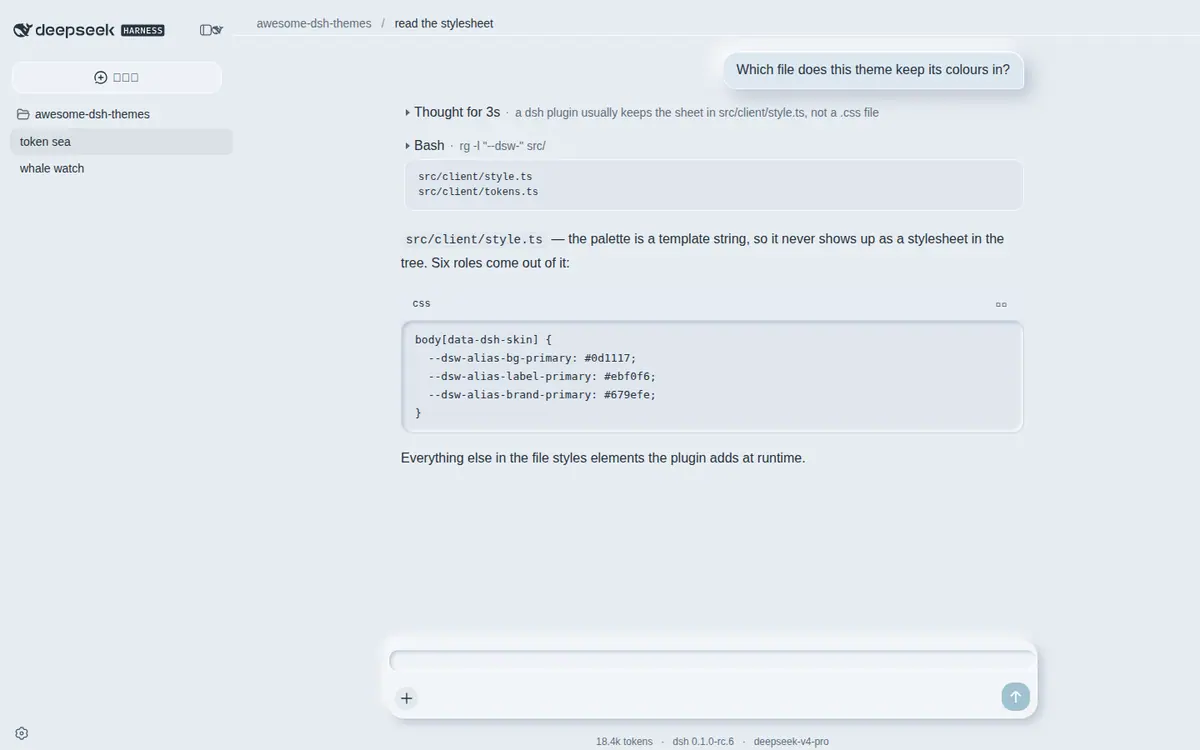 deepseek HARNESS
awesome-dsh-themes
token sea
whale watch
awesome-dsh-themes / read the stylesheet
Which file does this theme keep its colours in?
Thought for 3s · a dsh plugin usually keeps the sheet in src/client/style.ts, not a .css file
Bash · rg -l "--dsw-" src/
src/client/style.ts
src/client/tokens.ts
src/client/style.ts — the palette is a template string, so it never shows up as a stylesheet in the
tree. Six roles come out of it:
css
body[data-dsh-skin] {
--dsw-alias-bg-primary: #0d1117;
--dsw-alias-label-primary: #ebf0f6;
--dsw-alias-brand-primary: #679efe;
}
Everything else in the file styles elements the plugin adds at runtime.
18.4k tokens · dsh 0.1.0-rc.6 · deepseek-v4-pro